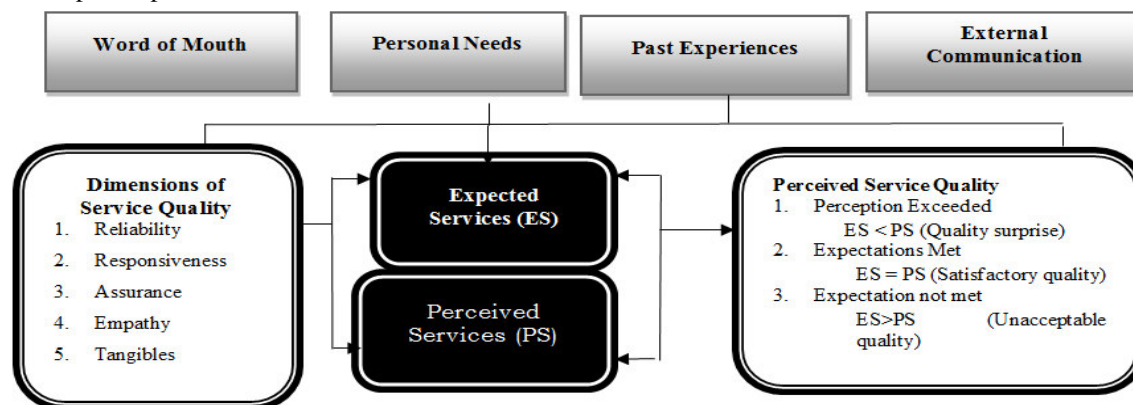 Word of Mouth
Personal Needs
Past Experiences
External
Communication
Dimensions of
Service Quality
1. Reliability
2. Responsiveness
3. Assurance
4. Empathy
5. Tangibles
Expected
Services (ES)
Perceived
Services (PS)
Perceived Service Quality
1. Perception Exceeded
ES < PS (Quality surprise)
2. Expectations Met
ES = PS (Satisfactory quality)
3. Expectation not met
ES>PS (Unacceptable
quality)